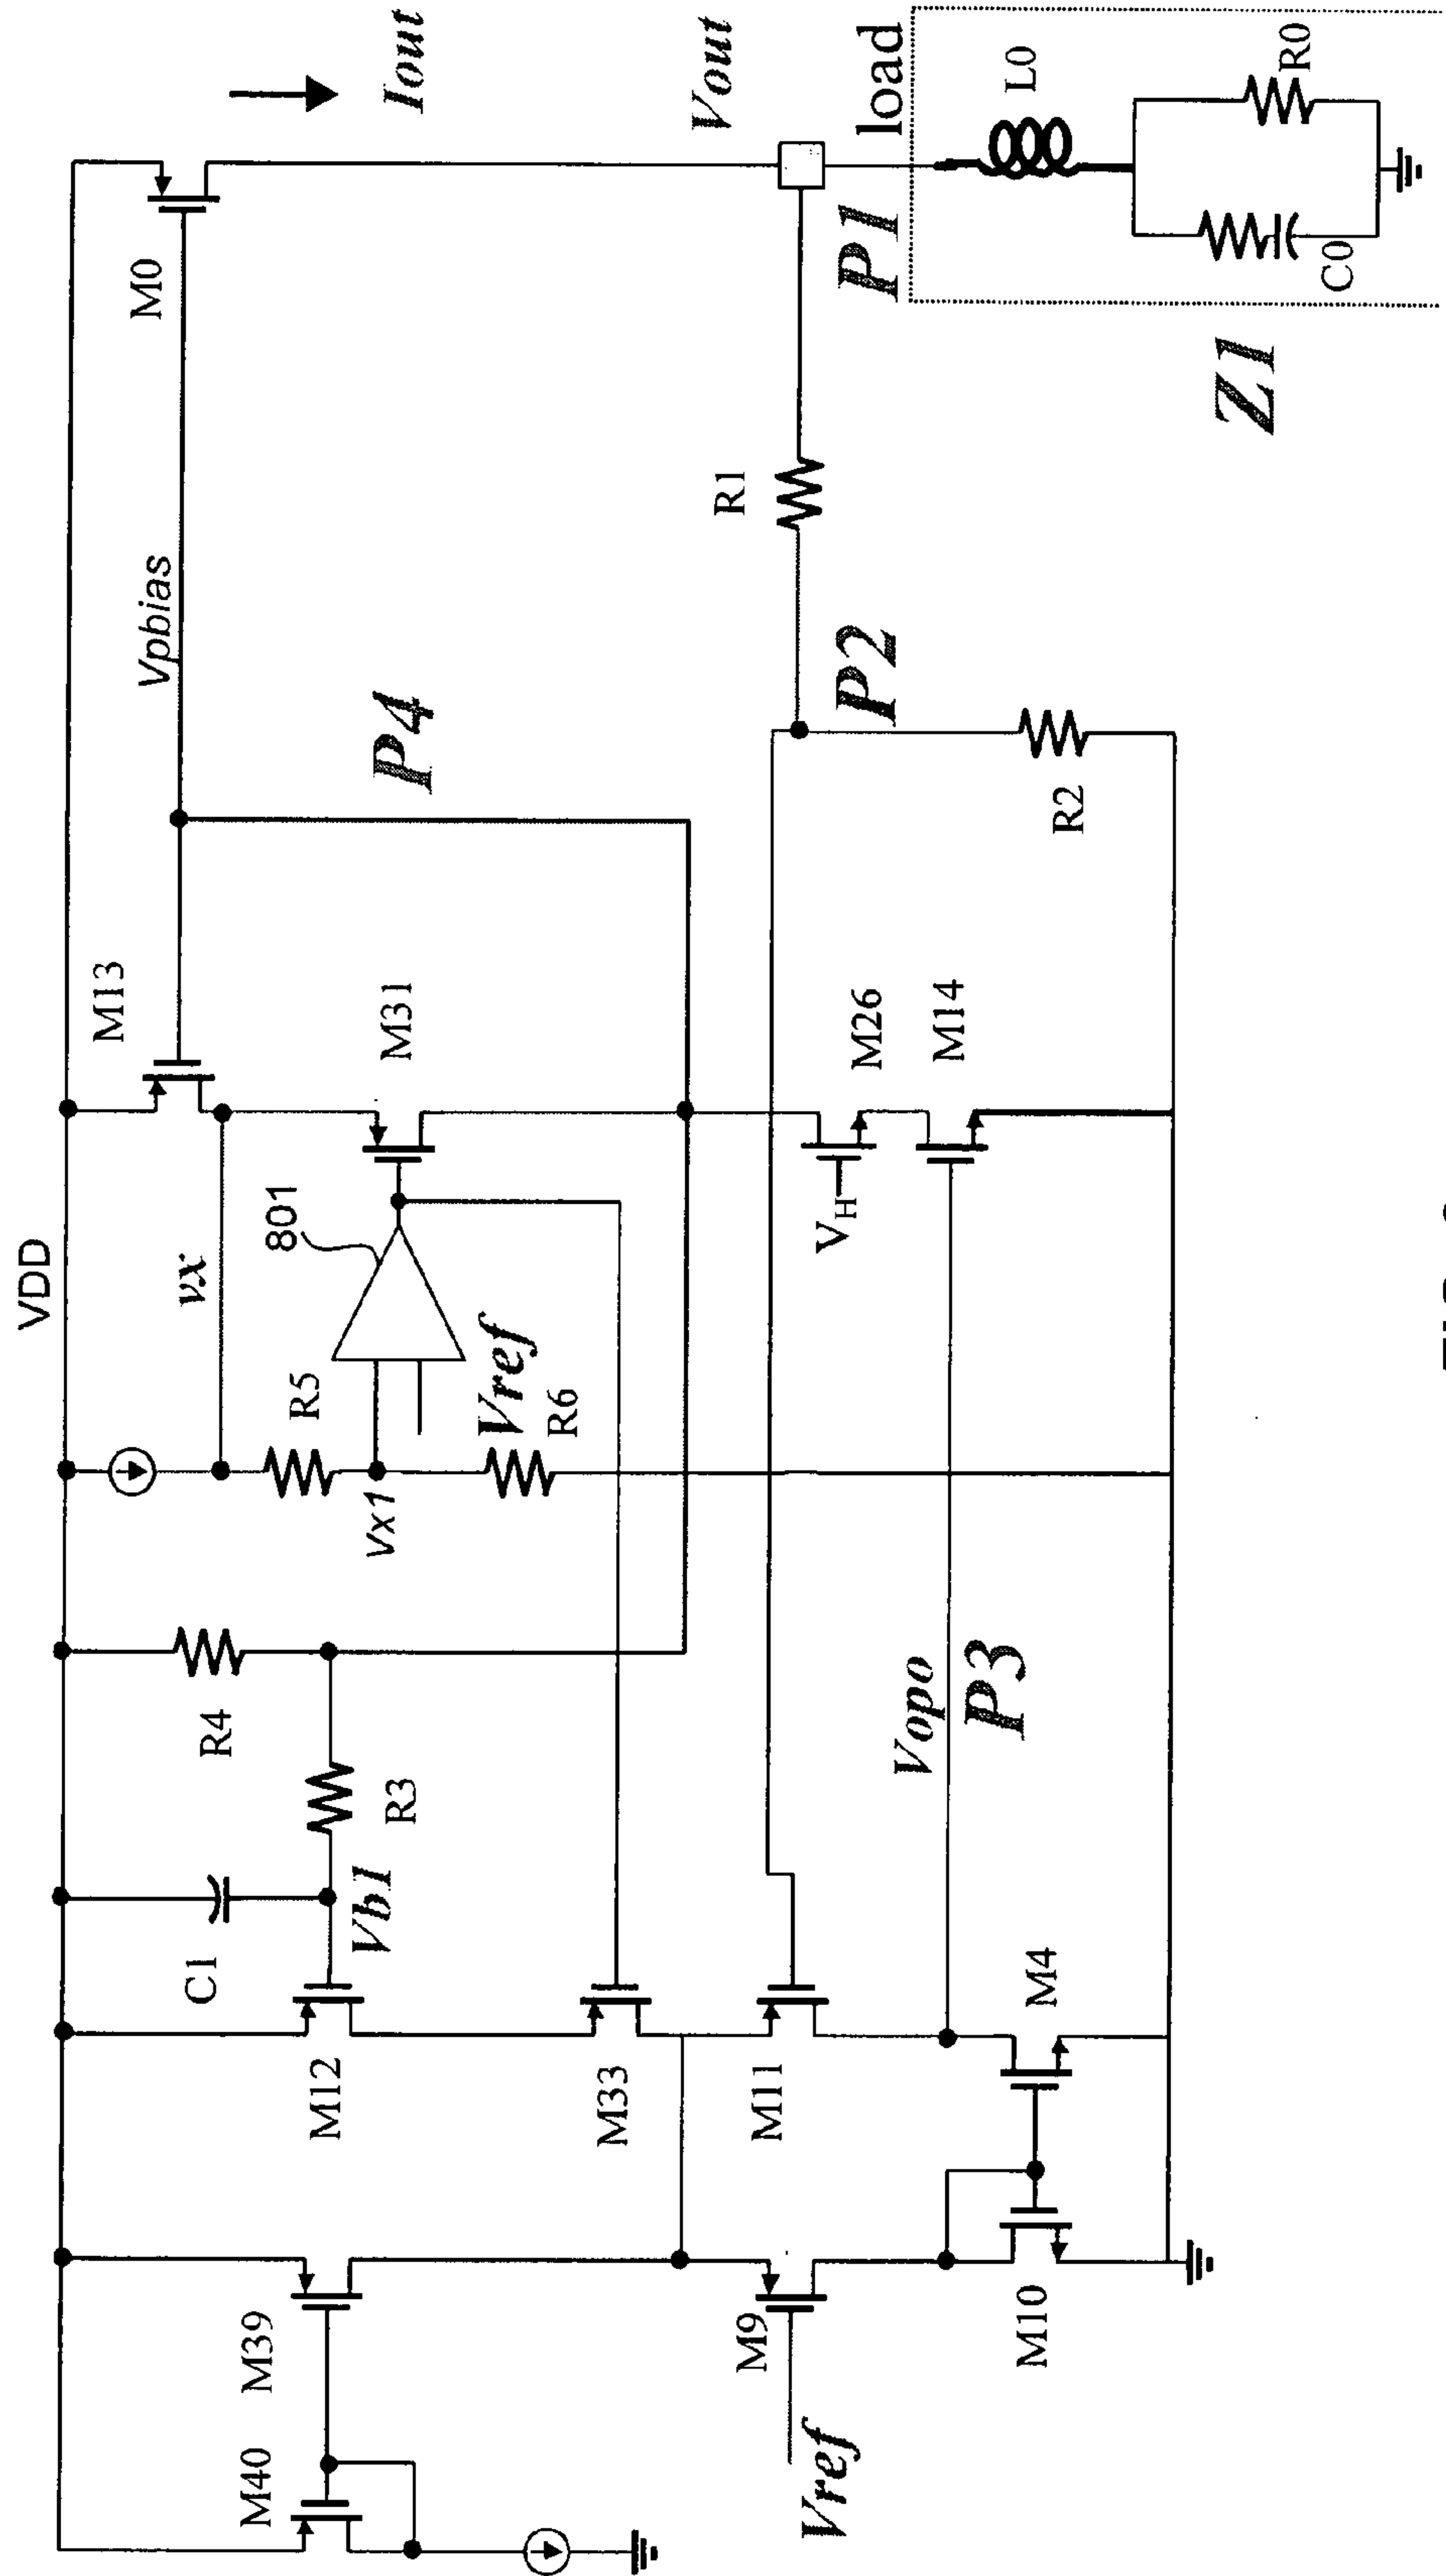 VDD
M40
M39
M12
C1
Vb1
R3
R4
vx
vx1
R5
R6
801
Vref
M13
M31
Vpbias
P4
M0
Iout
M33
M9
Vref
M11
M10
M4
Vopo
P3
VH
M26
M14
P2
R2
R1
Vout
P1
load
L0
R0
C0
Z1